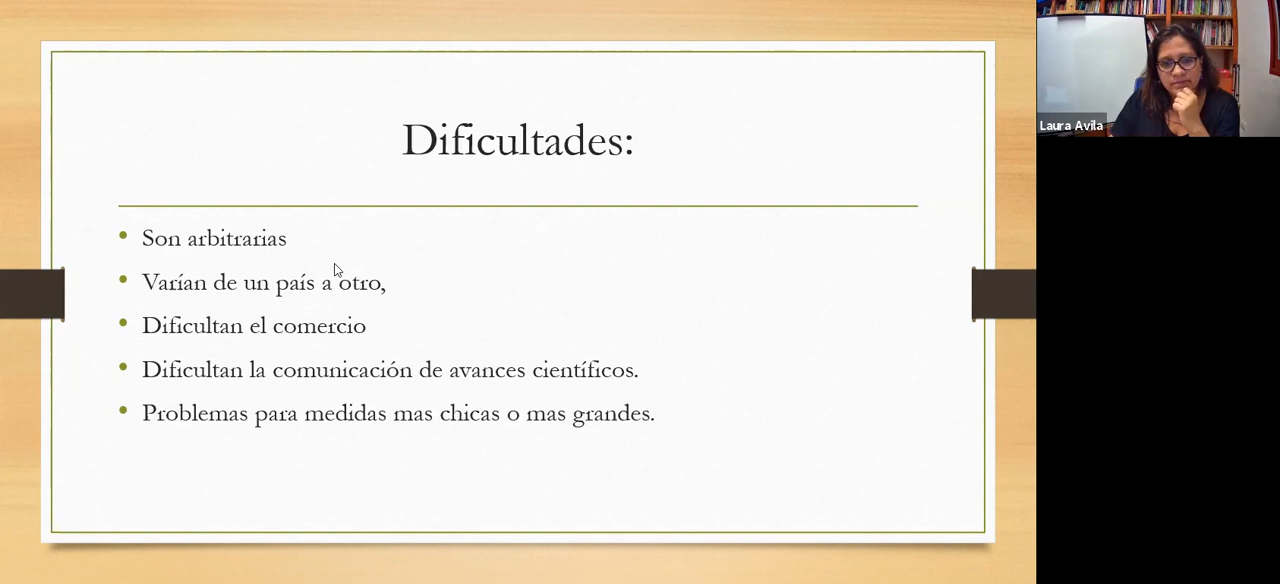 Dificultades:
Son arbitrarias
Varían de un país a otro,
Dificultan el comercio
Dificultan la comunicación de avances científicos.
Problemas para medidas mas chicas o mas grandes.
Laura Avila